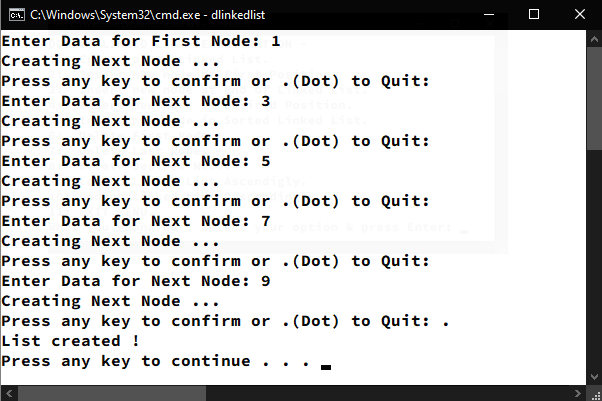 C:\Windows\System32\cmd.exe - dlinkedlist
Enter Data for First Node: 1
Creating Next Node ...
Press any key to confirm or .(Dot) to Quit:
Enter Data for Next Node: 3
Creating Next Node ...
Press any key to confirm or .(Dot) to Quit:
Enter Data for Next Node: 5
Creating Next Node ...
Press any key to confirm or .(Dot) to Quit:
Enter Data for Next Node: 7
Creating Next Node ...
Press any key to confirm or .(Dot) to Quit:
Enter Data for Next Node: 9
Creating Next Node ...
Press any key to confirm or .(Dot) to Quit: .
List created !
Press any key to continue . . .